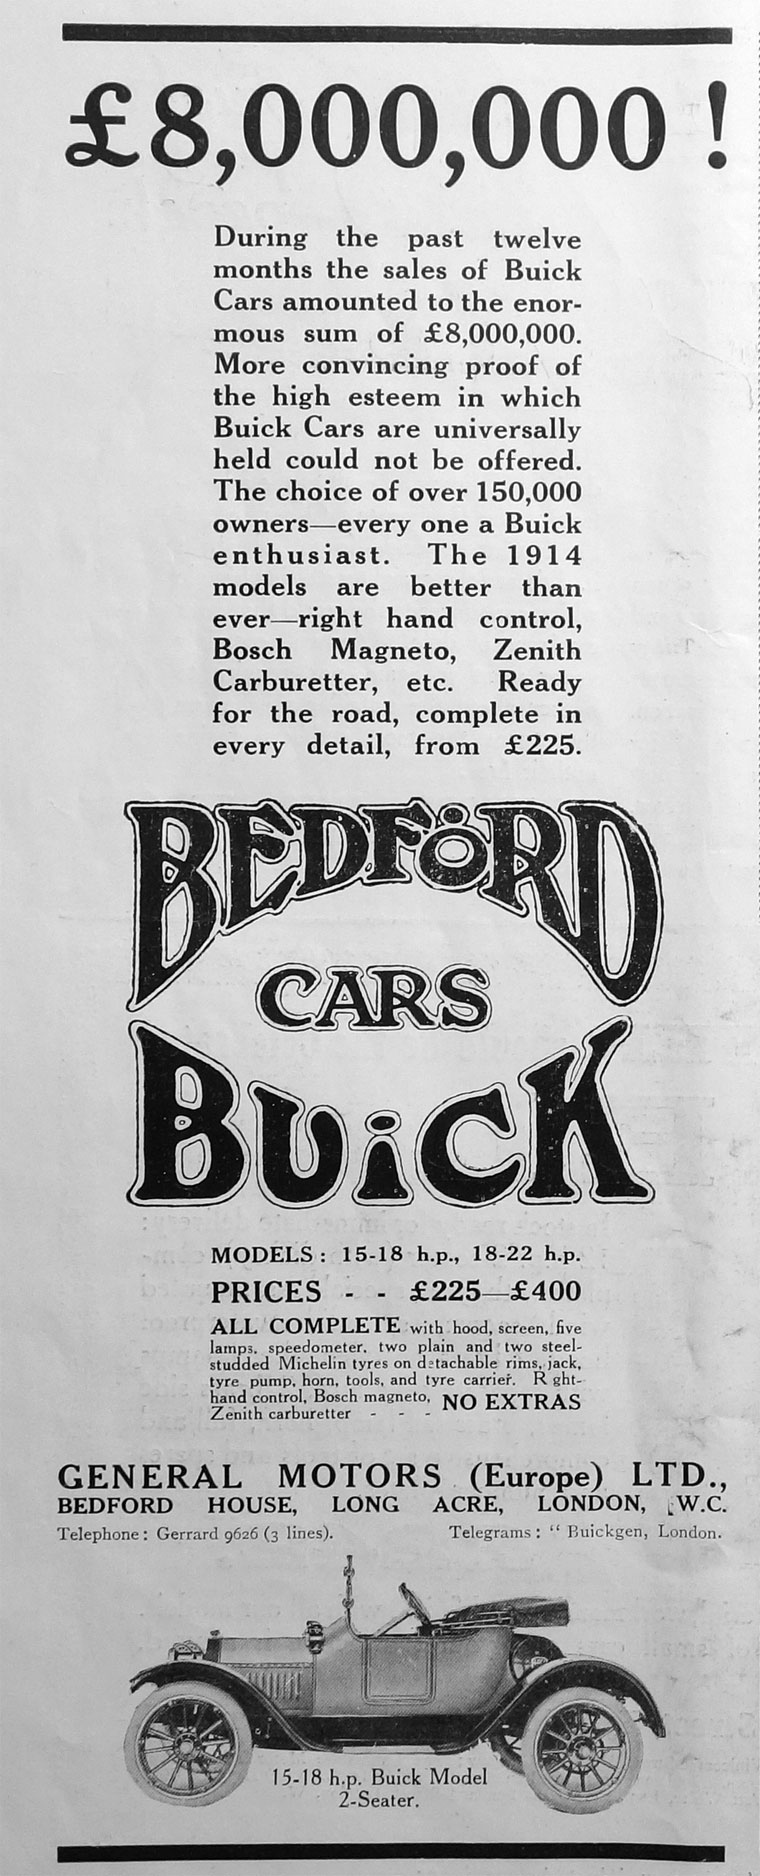 £8,000,000 !
During the past twelve
months the sales of Buick
Cars amounted to the enor-
mous sum of £8,000,000.
More convincing proof of
the high esteem in which
Buick Cars are universally
held could not be offered.
The choice of over 150,000
owners—every one a Buick
enthusiast. The 1914
models are better than
ever—right hand control,
Bosch Magneto, Zenith
Carburetter, etc. Ready
for the road, complete in
every detail, from £225.
BEDFORD
CARS
BUiCK
MODELS: 15-18 h.p., 18-22 h.p.
PRICES - - £225—£400
ALL COMPLETE with hood, screen, five
lamps, speedometer, two plain and two steel-
studded Michelin tyres on detachable rims, jack,
tyre pump, horn, tools, and tyre carrier. R ght-
hand control, Bosch magneto, NO EXTRAS
Zenith carburetter - - -
GENERAL MOTORS (Europe) LTD.,
BEDFORD HOUSE, LONG ACRE, LONDON, W.C.
Telephone: Gerrard 9626 (3 lines). Telegrams: “ Buickgen, London.
15-18 h.p. Buick Model
2-Seater.